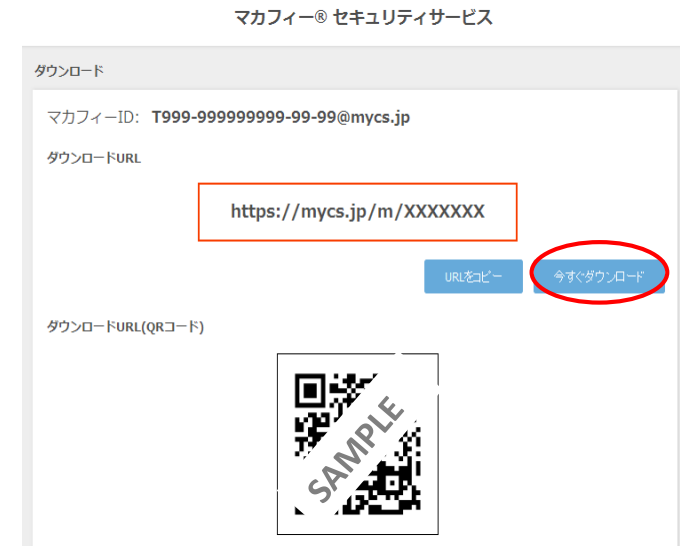 マカフィー® セキュリティサービス
ダウンロード
マカフィーID: T999-999999999-99-99@mycs.jp
ダウンロードURL
https://mycs.jp/m/XXXXXXX
URLをコピー 今すぐダウンロード
ダウンロードURL(QRコード)
SAMPLE